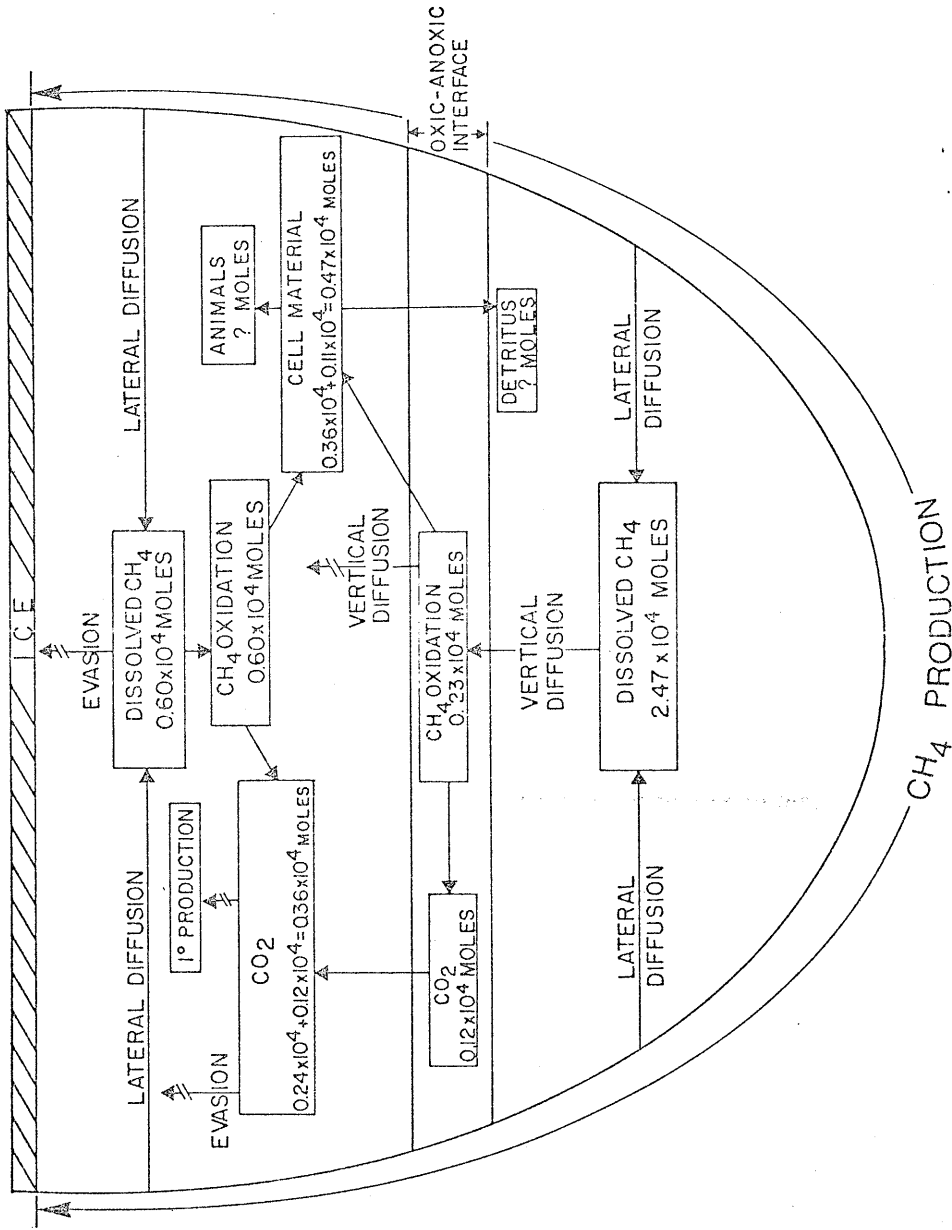 ICE
EVASION
LATERAL DIFFUSION
DISSOLVED CH4
0.60x10⁴ MOLES
LATERAL DIFFUSION
1° PRODUCTION
CH4 OXIDATION
0.60x10⁴ MOLES
ANIMALS
? MOLES
EVASION
CO2
0.24x10⁴+0.12x10⁴=0.36x10⁴ MOLES
CELL MATERIAL
0.36x10⁴+0.11x10⁴=0.47x10⁴ MOLES
VERTICAL
DIFFUSION
OXIC-ANOXIC
INTERFACE
CO2
0.12x10⁴ MOLES
CH4 OXIDATION
0.23x10⁴ MOLES
DETRITUS
? MOLES
VERTICAL
DIFFUSION
LATERAL
DIFFUSION
DISSOLVED CH4
2.47x10⁴ MOLES
LATERAL
DIFFUSION
CH4 PRODUCTION